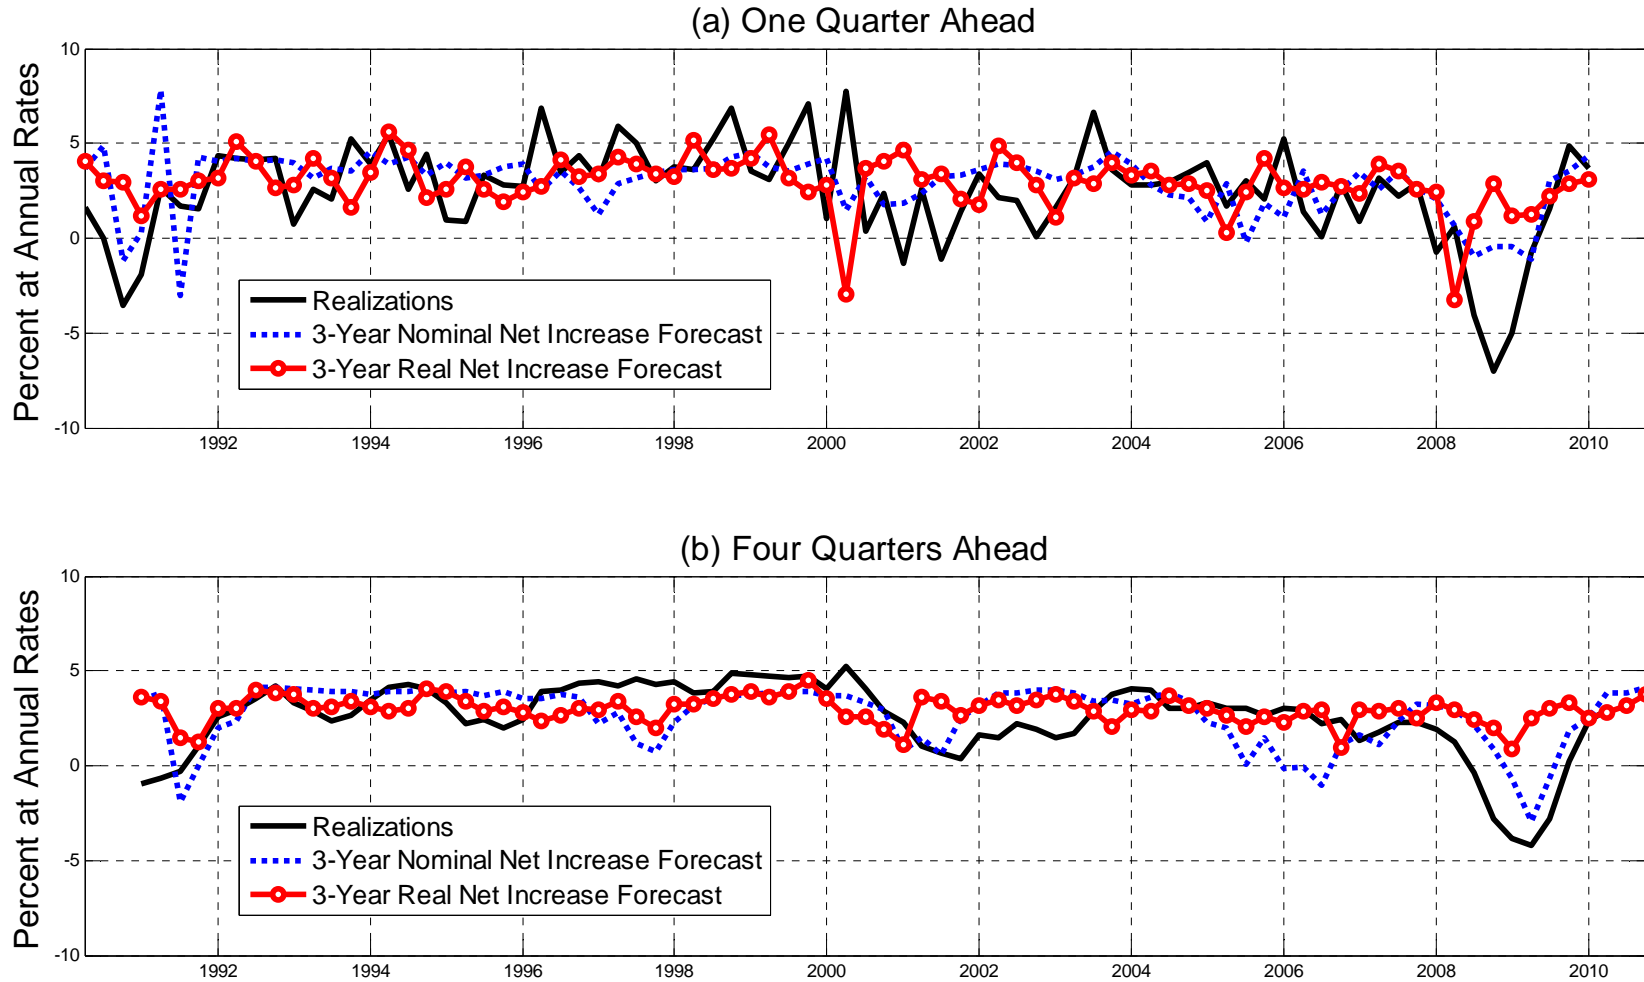 (a) One Quarter Ahead
Percent at Annual Rates
10
5
0
-5
-10
Realizations
3-Year Nominal Net Increase Forecast
3-Year Real Net Increase Forecast
1992 1994 1996 1998 2000 2002 2004 2006 2008 2010
(b) Four Quarters Ahead
Percent at Annual Rates
10
5
0
-5
-10
Realizations
3-Year Nominal Net Increase Forecast
3-Year Real Net Increase Forecast
1992 1994 1996 1998 2000 2002 2004 2006 2008 2010